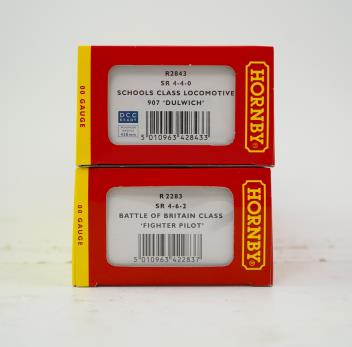 00 GAUGE
R2843
SR 4-4-0
SCHOOLS CLASS LOCOMOTIVE
907 'DULWICH'
DCC
READY
5 010963 428433
HORNBY
00 GAUGE
R 2283
SR 4-6-2
BATTLE OF BRITAIN CLASS
'FIGHTER PILOT'
5 010963 422837
HORNBY